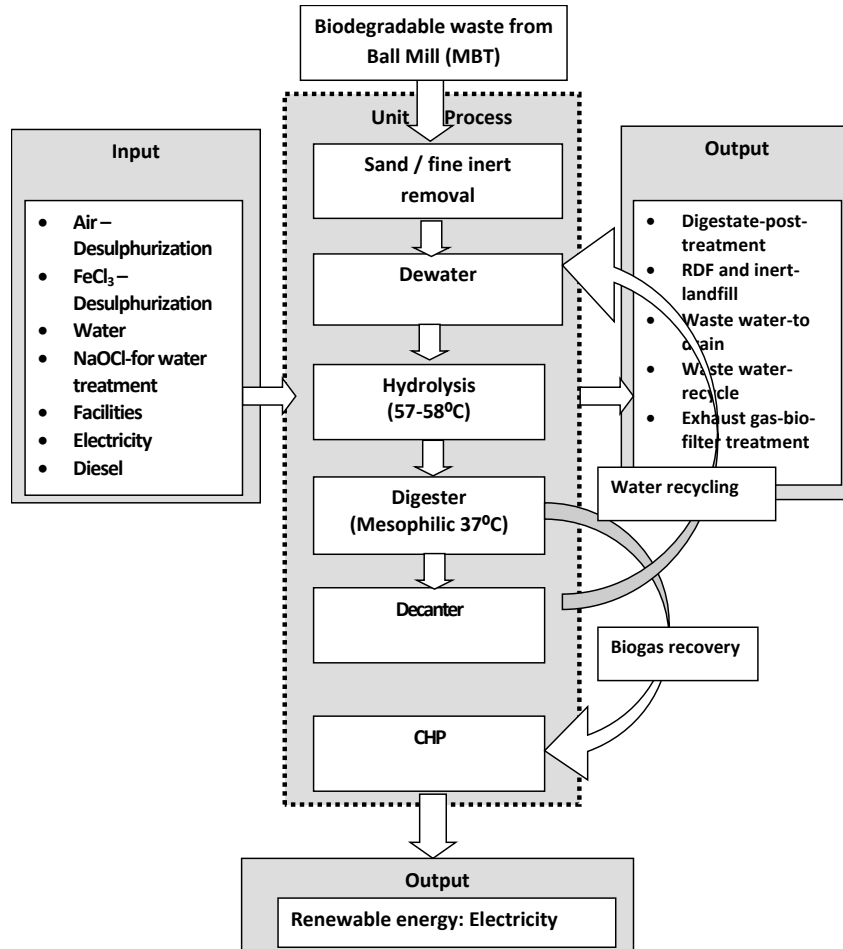 Biodegradable waste from
Ball Mill (MBT)
Unit Process
Input
Air –
Desulphurization
FeCl₃ –
Desulphurization
Water
NaOCl-for water
treatment
Facilities
Electricity
Diesel
Sand / fine inert
removal
Dewater
Hydrolysis
(57-58⁰C)
Digester
(Mesophilic 37⁰C)
Decanter
CHP
Output
Digestate-post-
treatment
RDF and inert-
landfill
Waste water-to
drain
Waste water-
recycle
Exhaust gas-bio-
filter treatment
Water recycling
Biogas recovery
Output
Renewable energy: Electricity